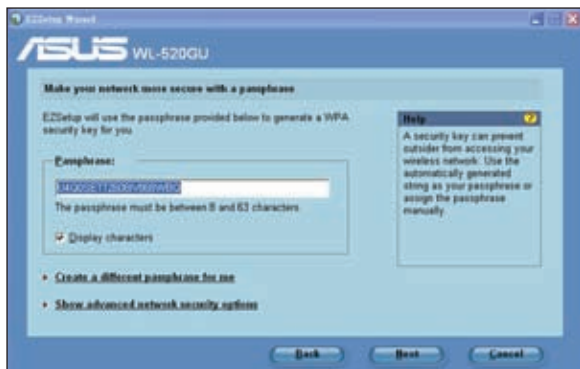 EZSetup Wizard
ASUS WL-520GU
Make your network more secure with a passphrase
EZSetup will use the passphrase provided below to generate a WPA
security key for you.
Passphrase:
The passphrase must be between 8 and 63 characters.
Display characters
Create a different passphrase for me
Show advanced network security options
Help
A security key can prevent
outsider from accessing your
wireless network. Use the
automatically generated
string as your passphrase or
assign the passphrase
manually.
Back
Next
Cancel